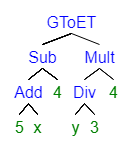 GToET
Sub Mult
Add 4 Div 4
5 x y 3